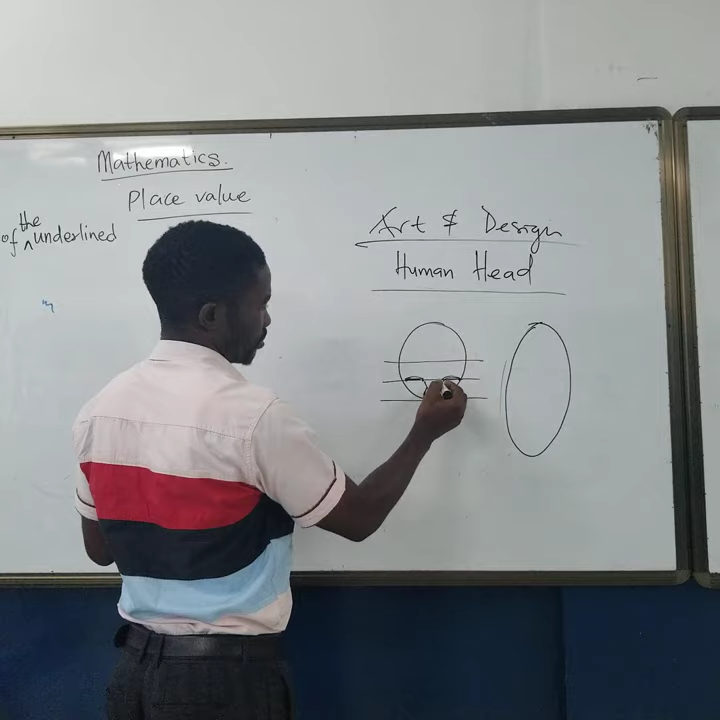 Mathematics.
Place value
the
of ^ underlined
Art & Design
Human Head